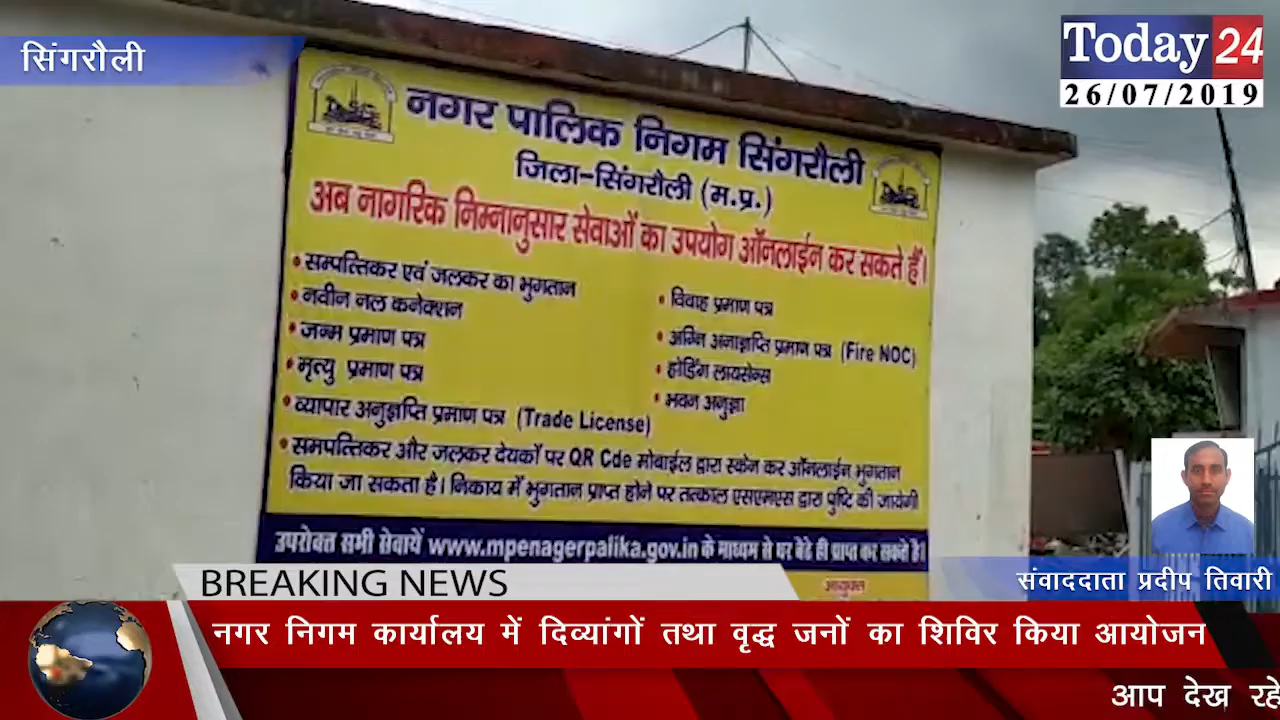 सिंगरौली
Today 24
26/07/2019
नगर पालिक निगम सिंगरौली
जिला-सिंगरौली (म.प्र.)
अब नागरिक निम्नानुसार सेवाओं का उपयोग ऑनलाईन कर सकते हैं।
• सम्पत्तिकर एवं जलकर का भुगतान
• नवीन नल कनेक्शन
• जन्म प्रमाण पत्र
• मृत्यु प्रमाण पत्र
• व्यापार अनुज्ञप्ति प्रमाण पत्र (Trade License)
• विवाह प्रमाण पत्र
• अग्नि अनाज्ञप्ति प्रमाण पत्र (Fire NOC)
• होर्डिंग लायसेन्स
• भवन अनुज्ञा
• समपत्तिकर और जलकर देयकों पर QR Cde मोबाईल द्वारा स्केन कर ऑनलाईन भुगतान
किया जा सकता है। निकाय में भुगतान प्राप्त होने पर तत्काल एसएमएस द्वारा पुष्टि की जायेगी
उपरोक्त सभी सेवायें www.mpenagerpalika.gov.in के माध्यम से घर बैठे ही प्राप्त कर सकते है।
आयुक्त
संवाददाता प्रदीप तिवारी
BREAKING NEWS
नगर निगम कार्यालय में दिव्यांगों तथा वृद्ध जनों का शिविर किया आयोजन
आप देख रहे